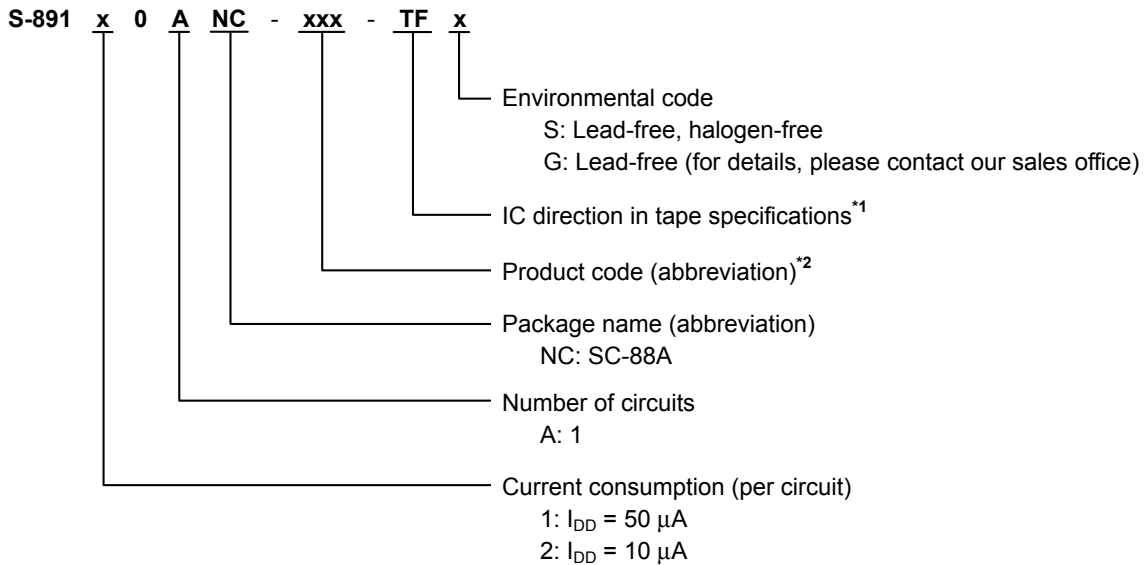 S-891 x 0 A NC - xxx - TF x
Environmental code
S: Lead-free, halogen-free
G: Lead-free (for details, please contact our sales office)
IC direction in tape specifications*1
Product code (abbreviation)*2
Package name (abbreviation)
NC: SC-88A
Number of circuits
A: 1
Current consumption (per circuit)
1: IDD = 50 μA
2: IDD = 10 μA